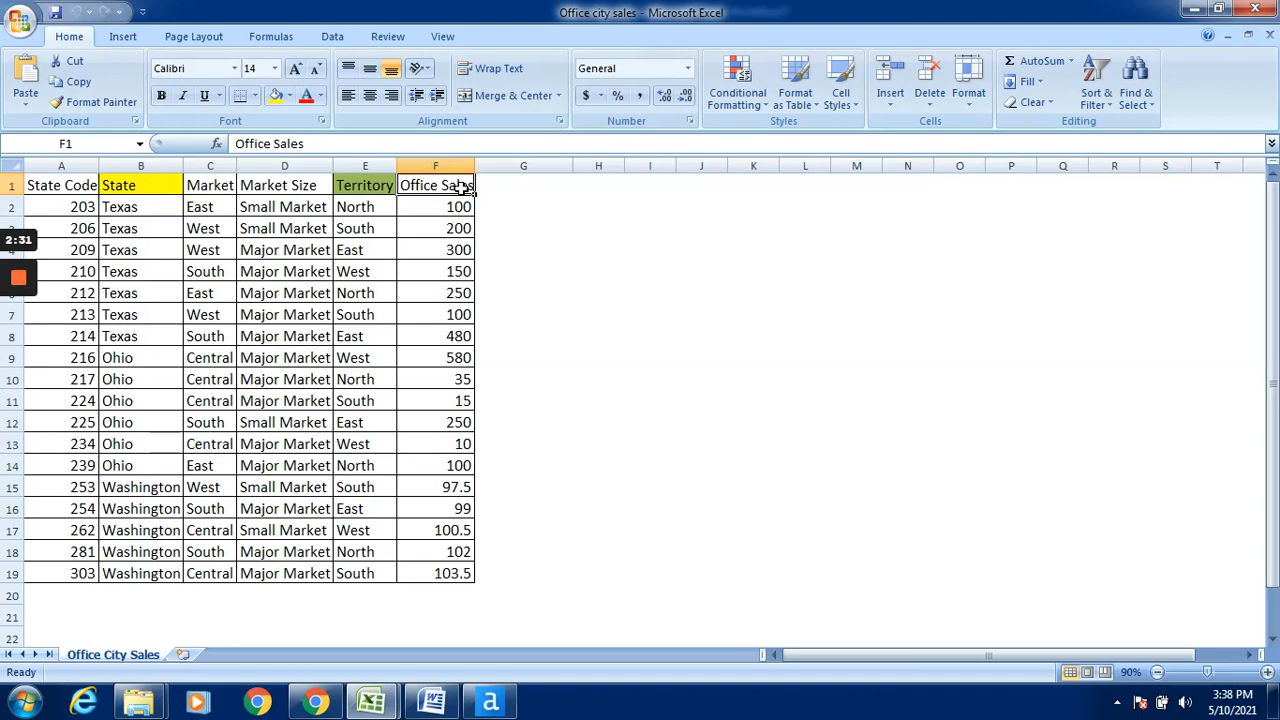 Office city sales - Microsoft Excel
Home Insert Page Layout Formulas Data Review View
Paste
Cut
Copy
Format Painter
Clipboard
Calibri 14
B I U
Font
Wrap Text
Merge & Center
Alignment
General
$ % ,
Number
Conditional Formatting
Format as Table
Cell Styles
Styles
Insert Delete Format
Cells
Σ AutoSum
Fill
Clear
Sort & Filter
Find & Select
Editing
F1 fx Office Sales
A B C D E F G H I J K L M N O P Q R S T
1 State Code State Market Market Size Territory Office Sales
2 203 Texas East Small Market North 100
206 Texas West Small Market South 200
209 Texas West Major Market East 300
210 Texas South Major Market West 150
212 Texas East Major Market North 250
7 213 Texas West Major Market South 100
8 214 Texas South Major Market East 480
9 216 Ohio Central Major Market West 580
10 217 Ohio Central Major Market North 35
11 224 Ohio Central Major Market South 15
12 225 Ohio South Small Market East 250
13 234 Ohio Central Major Market West 10
14 239 Ohio East Major Market North 100
15 253 Washington West Small Market South 97.5
16 254 Washington South Major Market East 99
17 262 Washington Central Small Market West 100.5
18 281 Washington South Major Market North 102
19 303 Washington Central Major Market South 103.5
20
21
22
2:31
Office City Sales
Ready 90%
3:38 PM
5/10/2021